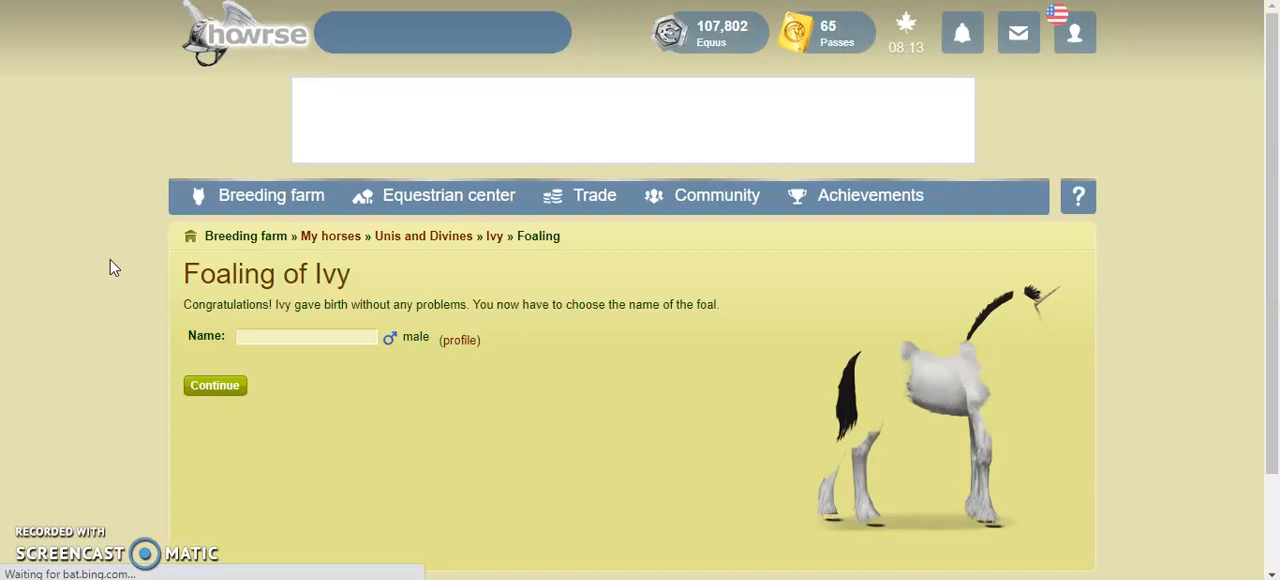 howrse
107,802
Equus
65
Passes
08:13
Breeding farm
Equestrian center
Trade
Community
Achievements
?
Breeding farm » My horses » Unis and Divines » Ivy » Foaling
Foaling of Ivy
Congratulations! Ivy gave birth without any problems. You now have to choose the name of the foal.
Name:
male (profile)
Continue
RECORDED WITH
SCREENCAST MATIC
Waiting for bat.bing.com...